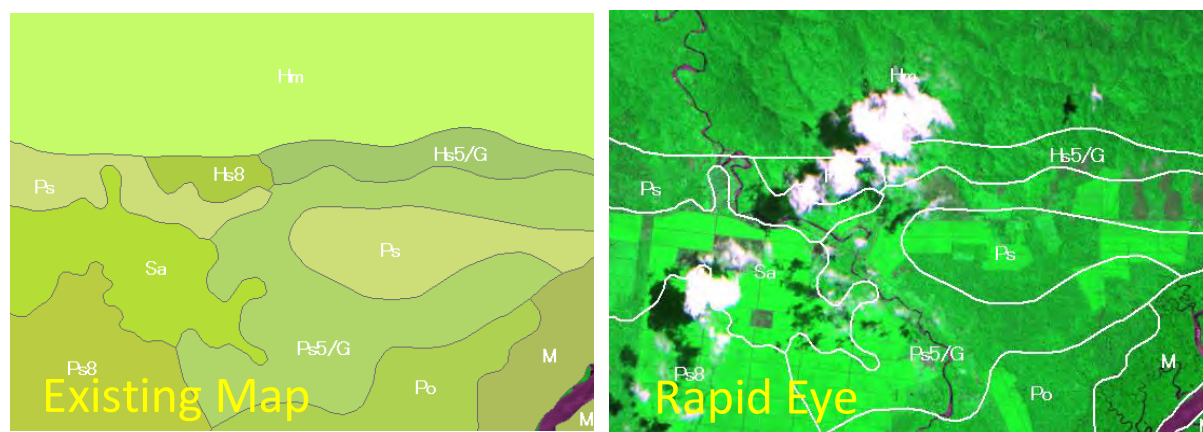 Hm
Hs5/G
Hs8
Ps
Ps
Sa
Ps5/G
Ps8
Po
M
M
Existing Map
Hm
Hs5/G
Ps
Ps
Sa
Ps5/G
Ps8
Po
M
Rapid Eye